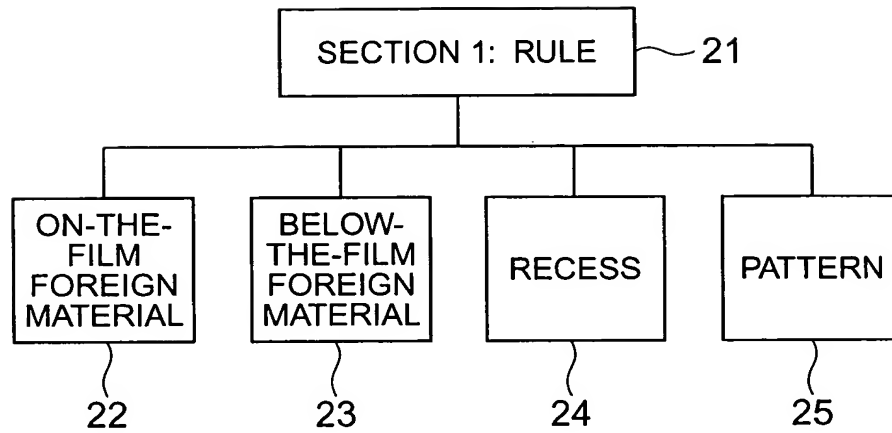 SECTION 1: RULE
21
ON-THE-
FILM
FOREIGN
MATERIAL
BELOW-
THE-FILM
FOREIGN
MATERIAL
RECESS
PATTERN
22
23
24
25